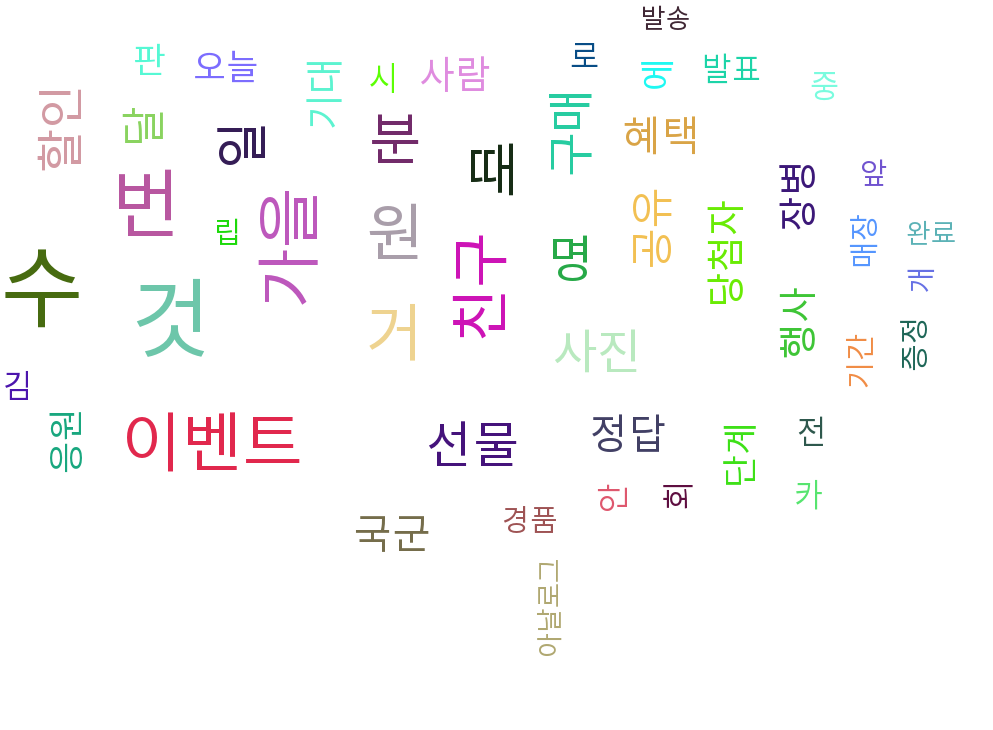 발송
판
오늘
기대
시
사람
로
예
발표
중
할인
달
일
분
때
구매
혜택
장병
앞
또
립
가을
원
친구
명
공유
당첨자
매장
완료
개
수
것
거
사진
행사
기간
증정
김
응원
이벤트
선물
정답
단계
전
안
회
카
국군
경품
아날로그